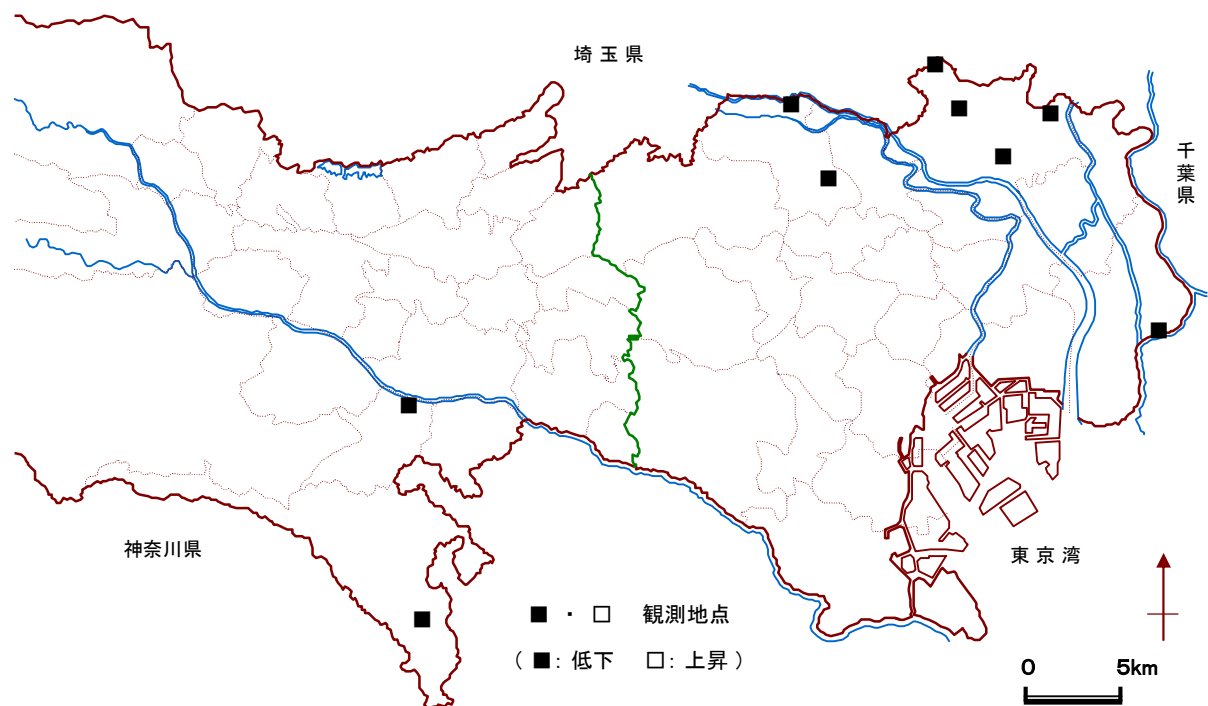 埼玉県
千葉県
神奈川県
東京湾
■ ・ □ 観測地点
( ■: 低下 □: 上昇 )
0 5km